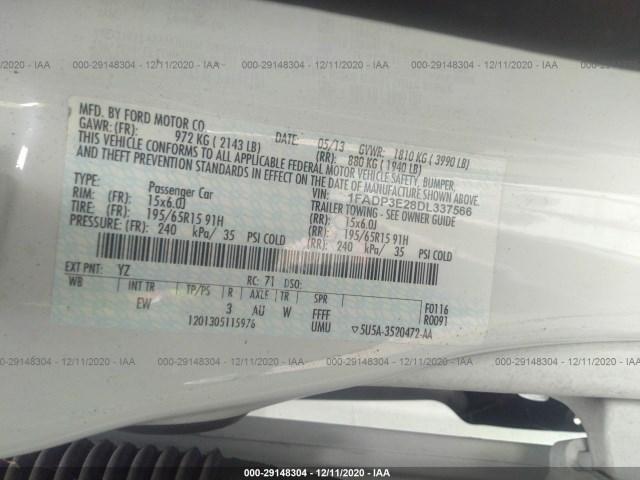 000-29148304 - 12/11/2020 - IAA
MFD. BY FORD MOTOR CO.
DATE: 05/13 GVWR: 1810 KG ( 3990 LB)
GAWR: (FR): 972 KG ( 2143 LB) (RR): 880 KG ( 1940 LB)
THIS VEHICLE CONFORMS TO ALL APPLICABLE FEDERAL MOTOR VEHICLE SAFETY, BUMPER,
AND THEFT PREVENTION STANDARDS IN EFFECT ON THE DATE OF MANUFACTURE SHOWN ABOVE.
VIN: 1FADP3E28DL337566
TYPE: Passenger Car TRAILER TOWING - SEE OWNER GUIDE
RIM: (FR): 15x6.0J (RR): 15x6.0J
TIRE: (FR): 195/65R15 91H (RR): 195/65R15 91H
PRESSURE: (FR): 240 kPa/ 35 PSI COLD (RR): 240 kPa/ 35 PSI COLD
EXT PNT: YZ RC: 71 DSO:
WB INT TR TP/PS R AXLE TR SPR
EW 3 AU W FFFF F0116
UMU R0091
1201305115976 5U5A-3520472-AA
000-29148304 - 12/11/2020 - IAA
000-29148304 - 12/11/2020 - IAA